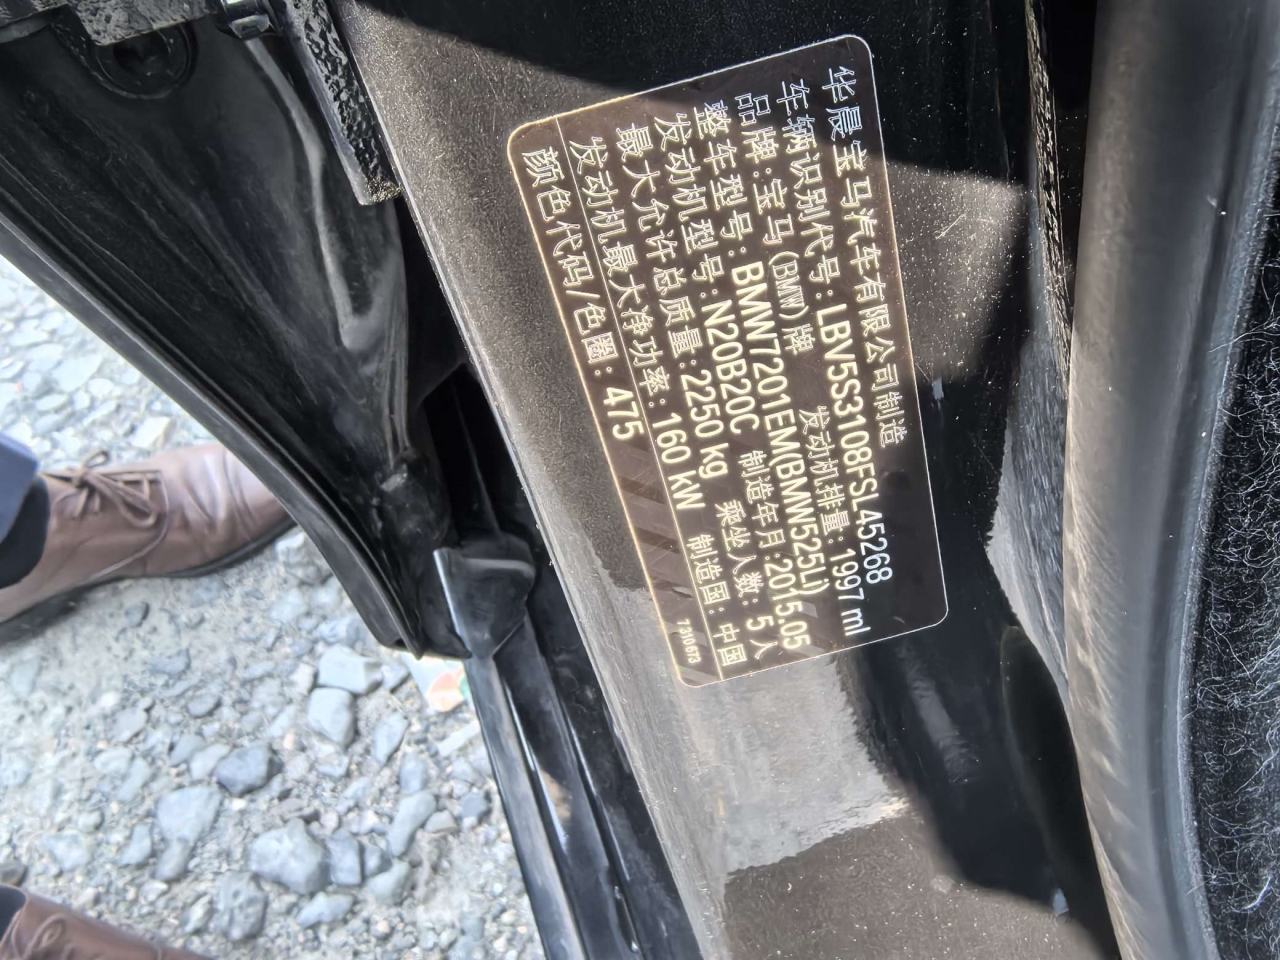 华晨宝马汽车有限公司制造
车辆识别代号: LBV5S3108FSL45268
品牌: 宝马(BMW)牌 发动机排量: 1997 ml
整车型号: BMW7201EM(BMW525Li)
发动机型号: N20B20C 制造年月: 2015.05
最大允许总质量: 2250 kg 乘坐人数: 5人
发动机最大净功率: 160 kW 制造国: 中国
颜色代码/色圈: 475 7310673